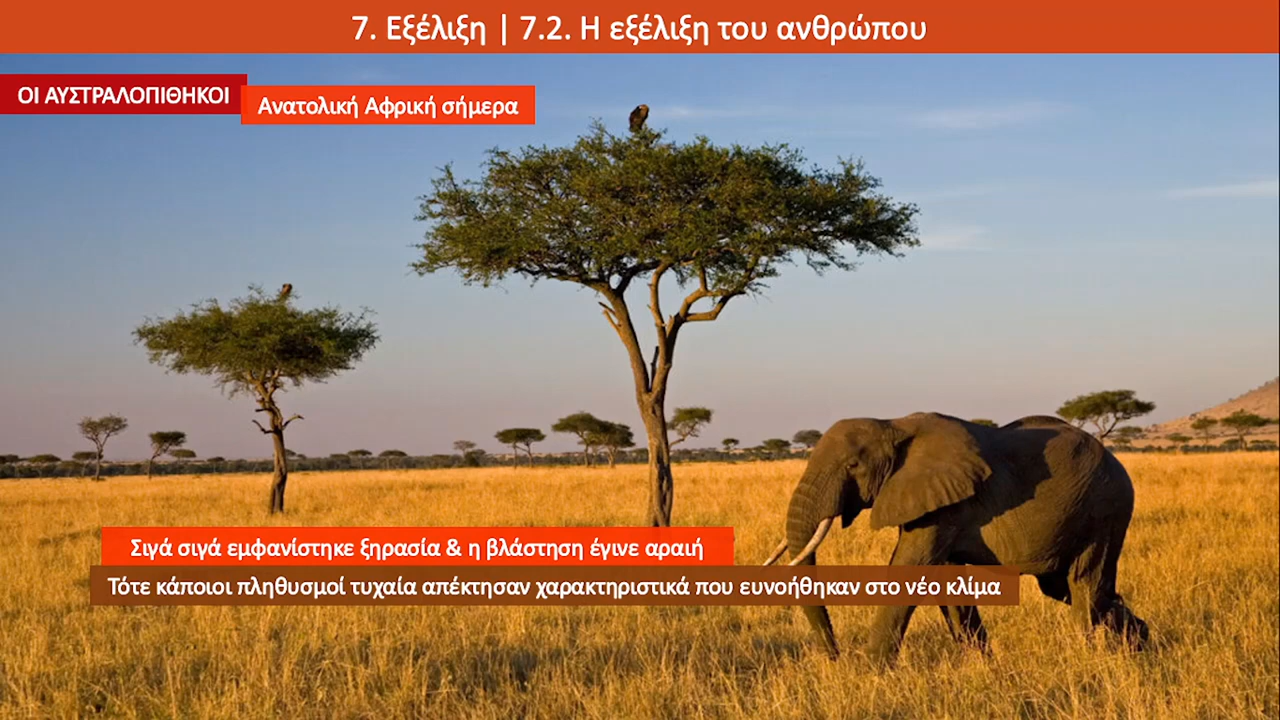 7. Εξέλιξη | 7.2. Η εξέλιξη του ανθρώπου
ΟΙ ΑΥΣΤΡΑΛΟΠΙΘΗΚΟΙ
Ανατολική Αφρική σήμερα
Σιγά σιγά εμφανίστηκε ξηρασία & η βλάστηση έγινε αραιή
Τότε κάποιοι πληθυσμοί τυχαία απέκτησαν χαρακτηριστικά που ευνοήθηκαν στο νέο κλίμα